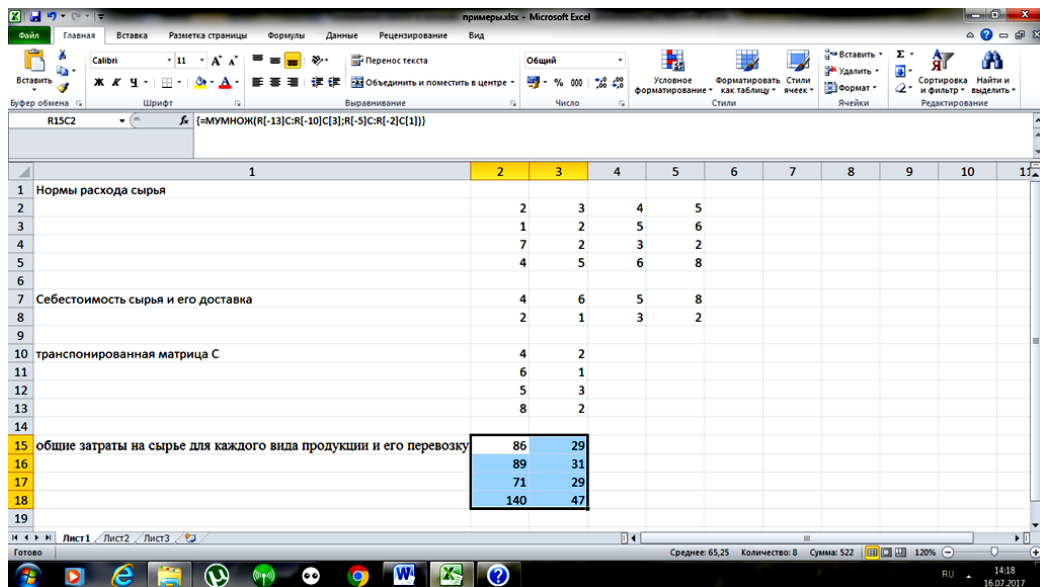 примеры.xlsx - Microsoft Excel
Файл Главная Вставка Разметка страницы Формулы Данные Рецензирование Вид
Calibri 11 А А Перенос текста Общий Вставить Σ
Вставить Удалить
Ж К Ч А Объединить и поместить в центре % 000 Условное форматирование Форматировать как таблицу Стили ячеек Формат Сортировка и фильтр Найти и выделить
Буфер обмена Шрифт Выравнивание Число Стили Ячейки Редактирование
R15C2 fx {=МУМНОЖ(R[-13]C:R[-10]C[3];R[-5]C:R[-2]C[1])}
1 2 3 4 5 6 7 8 9 10 11
1 Нормы расхода сырья
2 2 3 4 5
3 1 2 5 6
4 7 2 3 2
5 4 5 6 8
6
7 Себестоимость сырья и его доставка 4 6 5 8
8 2 1 3 2
9
10 транспонированная матрица С 4 2
11 6 1
12 5 3
13 8 2
14
15 общие затраты на сырье для каждого вида продукции и его перевозку 86 29
16 89 31
17 71 29
18 140 47
19
Лист1 Лист2 Лист3
Готово Среднее: 65,25 Количество: 8 Сумма: 522 120%
RU 14:18
16.07.2017